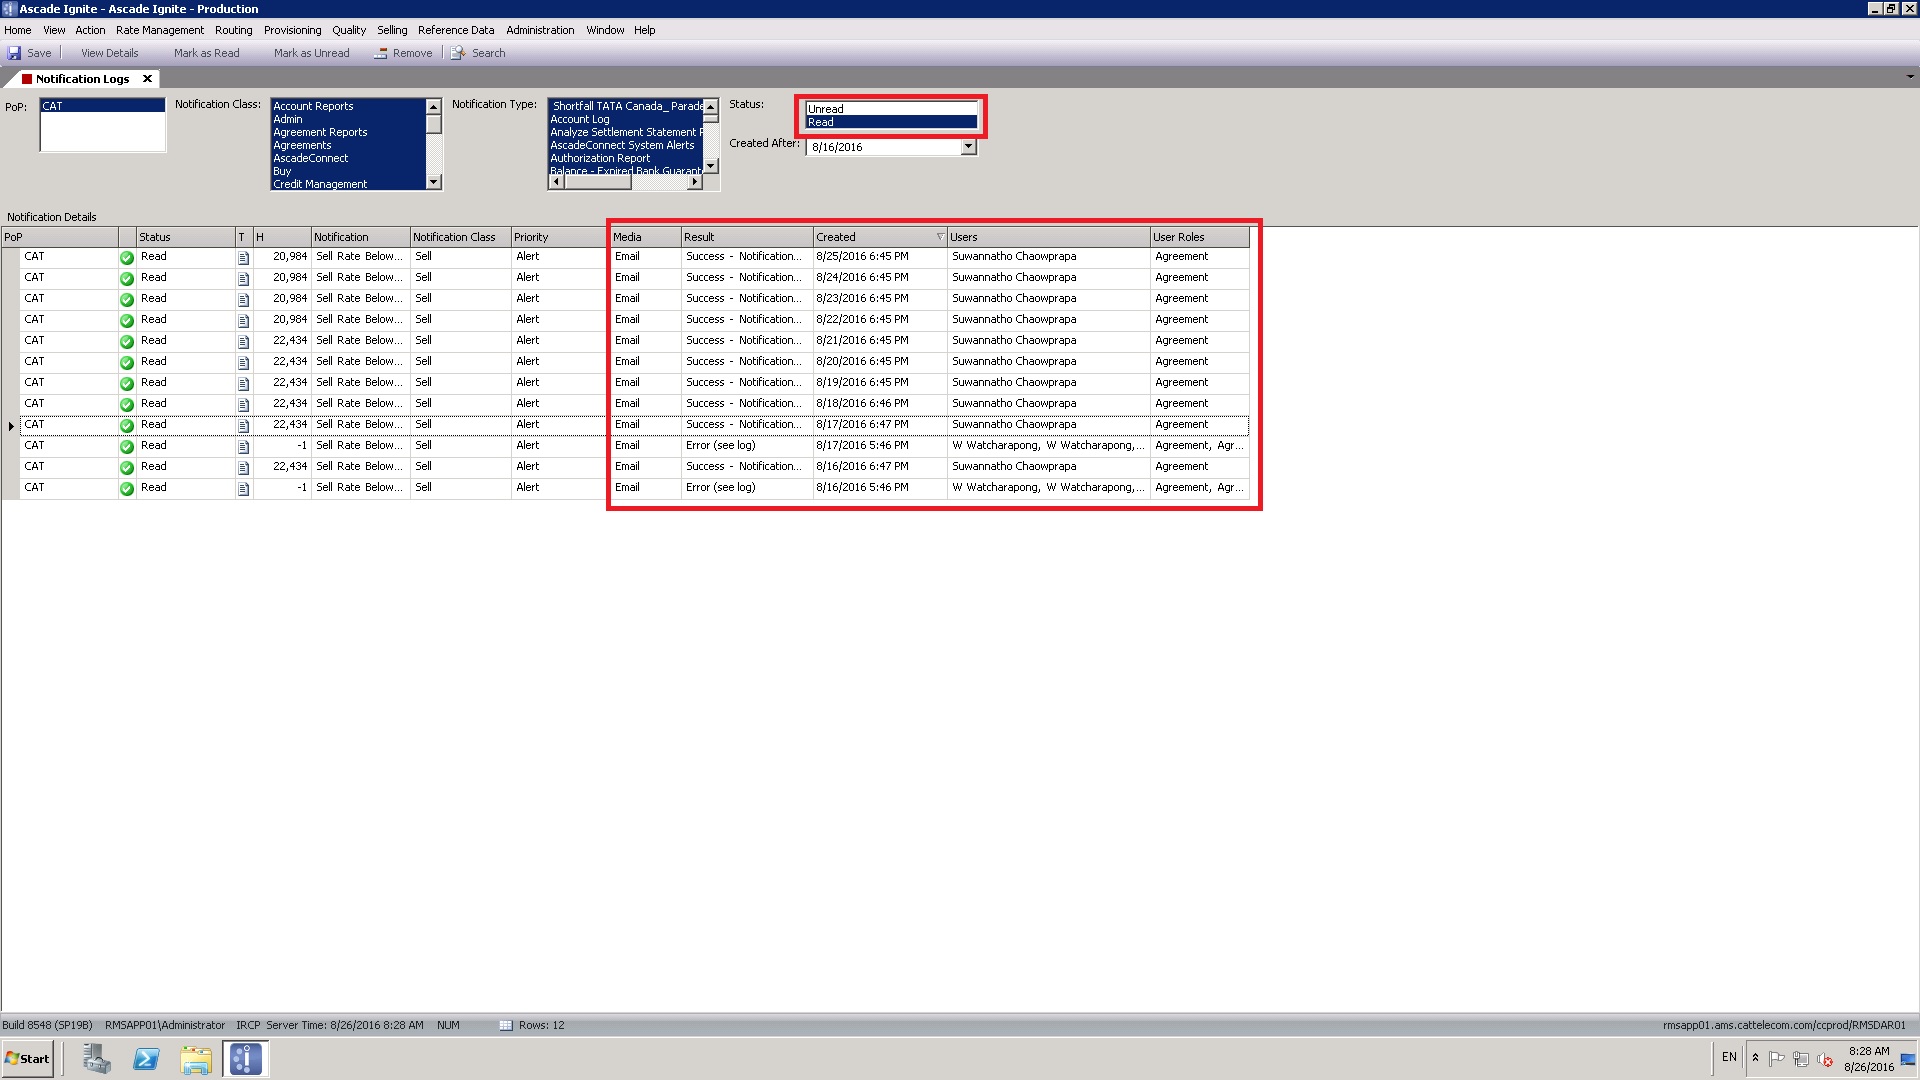 Ascade Ignite - Ascade Ignite - Production
Home View Action Rate Management Routing Provisioning Quality Selling Reference Data Administration Window Help
Save View Details Mark as Read Mark as Unread Remove Search
Notification Logs
PoP: CAT
Notification Class:
Account Reports
Admin
Agreement Reports
Agreements
AscadeConnect
Buy
Credit Management
Notification Type:
Shortfall TATA Canada_ Parade
Account Log
Analyze Settlement Statement
AscadeConnect System Alerts
Authorization Report
Balance - Expired Bank Guarant
Status:
Unread
Read
Created After: 8/16/2016
Notification Details
PoP Status T H Notification Notification Class Priority Media Result Created Users User Roles
CAT Read 20,984 Sell Rate Below... Sell Alert Email Success - Notification... 8/25/2016 6:45 PM Suwannatho Chaowprapa Agreement
CAT Read 20,984 Sell Rate Below... Sell Alert Email Success - Notification... 8/24/2016 6:45 PM Suwannatho Chaowprapa Agreement
CAT Read 20,984 Sell Rate Below... Sell Alert Email Success - Notification... 8/23/2016 6:45 PM Suwannatho Chaowprapa Agreement
CAT Read 20,984 Sell Rate Below... Sell Alert Email Success - Notification... 8/22/2016 6:45 PM Suwannatho Chaowprapa Agreement
CAT Read 22,434 Sell Rate Below... Sell Alert Email Success - Notification... 8/21/2016 6:45 PM Suwannatho Chaowprapa Agreement
CAT Read 22,434 Sell Rate Below... Sell Alert Email Success - Notification... 8/20/2016 6:45 PM Suwannatho Chaowprapa Agreement
CAT Read 22,434 Sell Rate Below... Sell Alert Email Success - Notification... 8/19/2016 6:45 PM Suwannatho Chaowprapa Agreement
CAT Read 22,434 Sell Rate Below... Sell Alert Email Success - Notification... 8/18/2016 6:46 PM Suwannatho Chaowprapa Agreement
CAT Read 22,434 Sell Rate Below... Sell Alert Email Success - Notification... 8/17/2016 6:47 PM Suwannatho Chaowprapa Agreement
CAT Read -1 Sell Rate Below... Sell Alert Email Error (see log) 8/17/2016 5:46 PM W Watcharapong, W Watcharapong,... Agreement, Agr...
CAT Read 22,434 Sell Rate Below... Sell Alert Email Success - Notification... 8/16/2016 6:47 PM Suwannatho Chaowprapa Agreement
CAT Read -1 Sell Rate Below... Sell Alert Email Error (see log) 8/16/2016 5:46 PM W Watcharapong, W Watcharapong,... Agreement, Agr...
Build 8548 (SP19B) RMSAPP01\Administrator IRCP Server Time: 8/26/2016 8:28 AM NUM Rows: 12 rmsapp01.ams.cattelecom.com/ccprod/RMSDAR01
Start EN 8:28 AM
8/26/2016